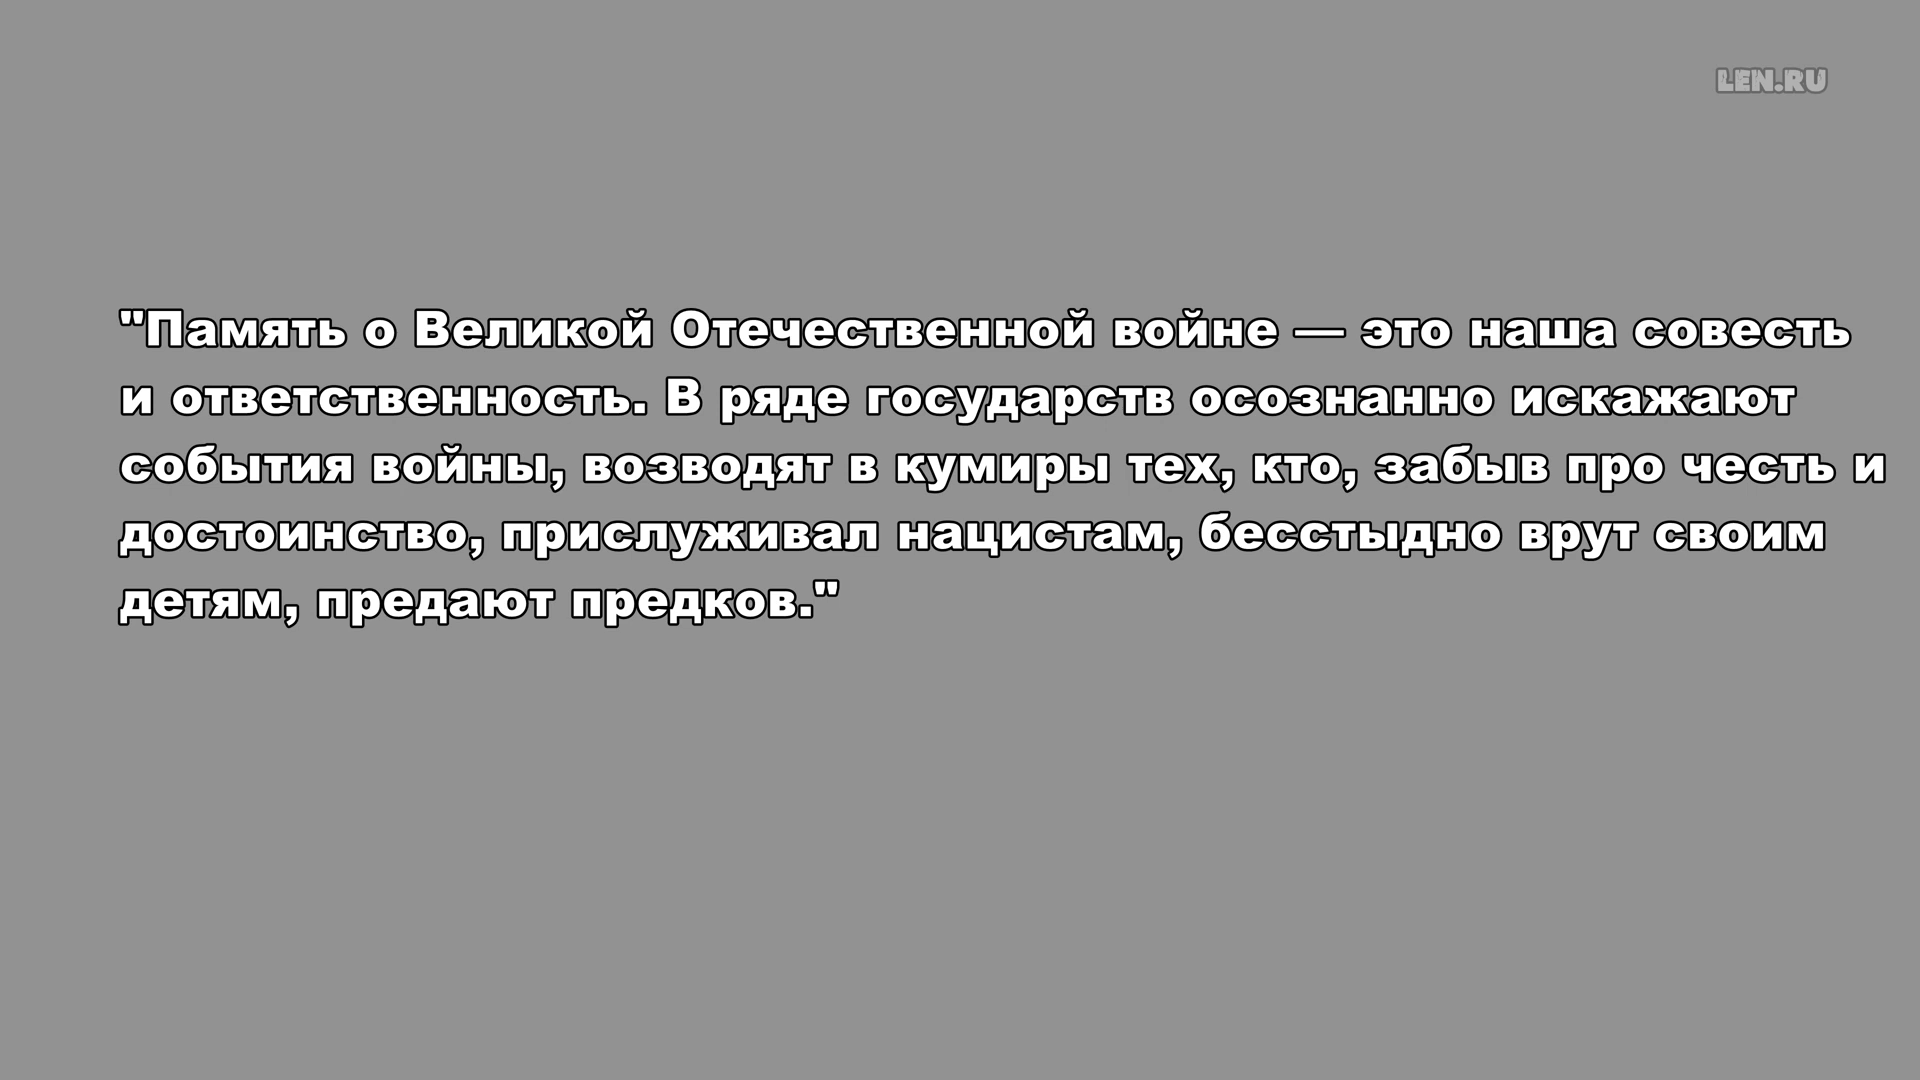 LEN.RU
"Память о Великой Отечественной войне — это наша совесть
и ответственность. В ряде государств осознанно искажают
события войны, возводят в кумиры тех, кто, забыв про честь и
достоинство, прислуживал нацистам, бесстыдно врут своим
детям, предают предков."